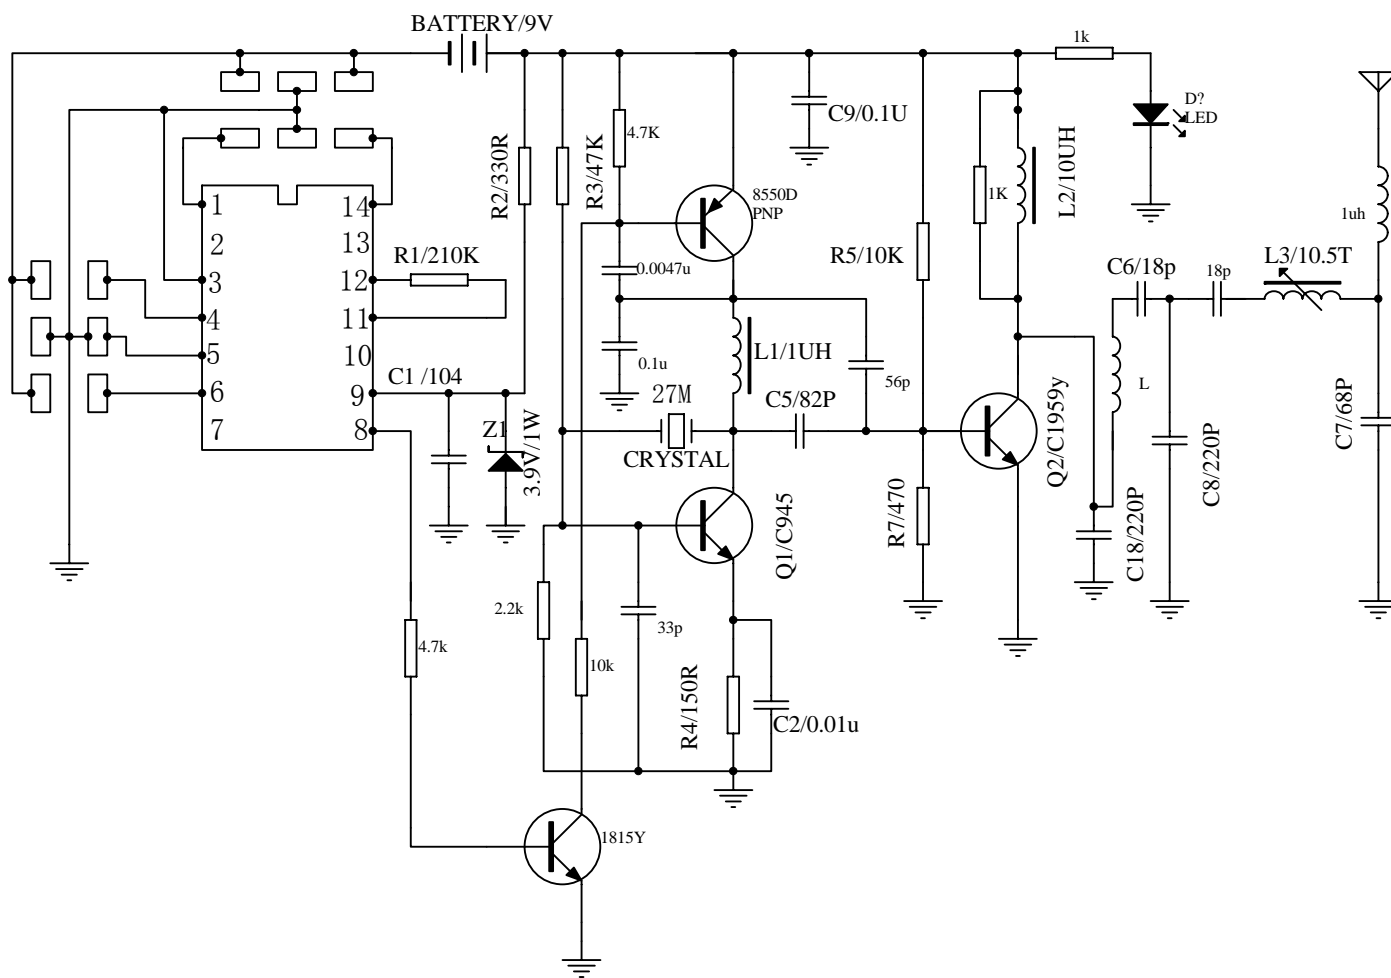 BATTERY/9V
1k
D?
LED
C9/0.1U
4.7K
R2/330R
R3/47K
8550D
PNP
1K
L2/10UH
1uh
1
14
2
13
3
12
4
11
5
10
6
9
7
8
R1/210K
0.0047u
R5/10K
C6/18p
18p
L3/10.5T
0.1u
L1/1UH
56p
L
C1 /104
27M
CRYSTAL
C5/82P
Z1
3.9V/1W
Q2/C1959y
C7/68P
C8/220P
C18/220P
R7/470
Q1/C945
2.2k
33p
4.7k
10k
R4/150R
C2/0.01u
1815Y